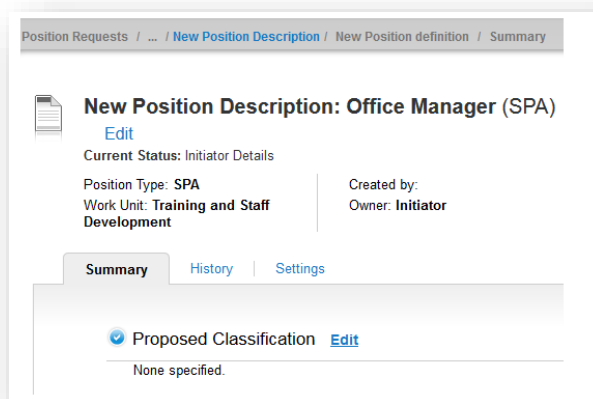 Position Requests / ... / New Position Description / New Position definition / Summary
New Position Description: Office Manager (SPA)
Edit
Current Status: Initiator Details
Position Type: SPA
Created by:
Work Unit: Training and Staff
Owner: Initiator
Development
Summary
History
Settings
Proposed Classification Edit
None specified.